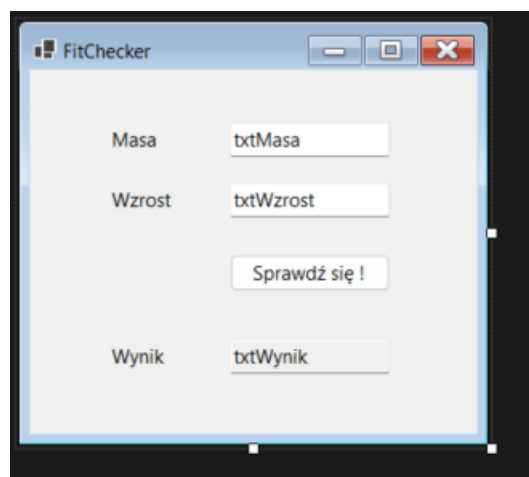 FitChecker
Masa txtMasa
Wzrost txtWzrost
Sprawdź się !
Wynik txtWynik